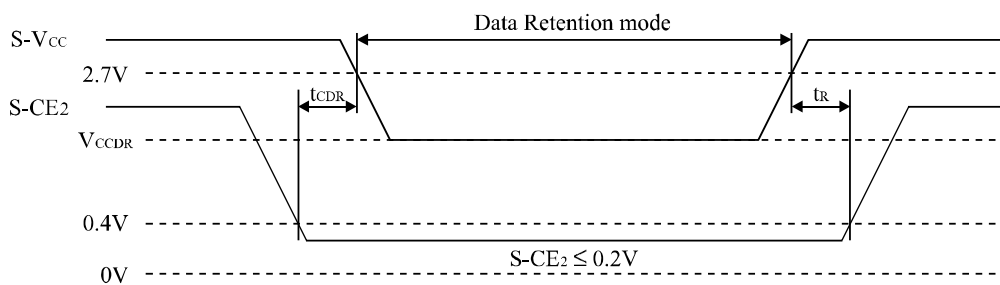 Data Retention mode
S-VCC
2.7V
tCDR
tR
S-CE2
VCCDR
0.4V
S-CE2 ≤ 0.2V
0V